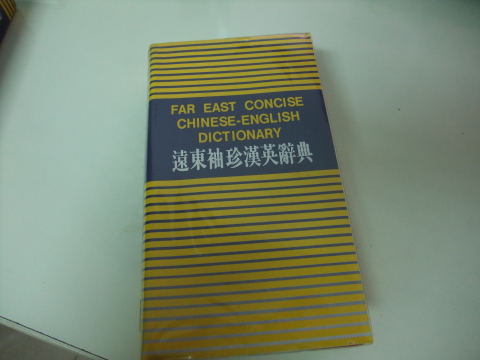 FAR EAST CONCISE
CHINESE-ENGLISH
DICTIONARY
遠東袖珍漢英辭典